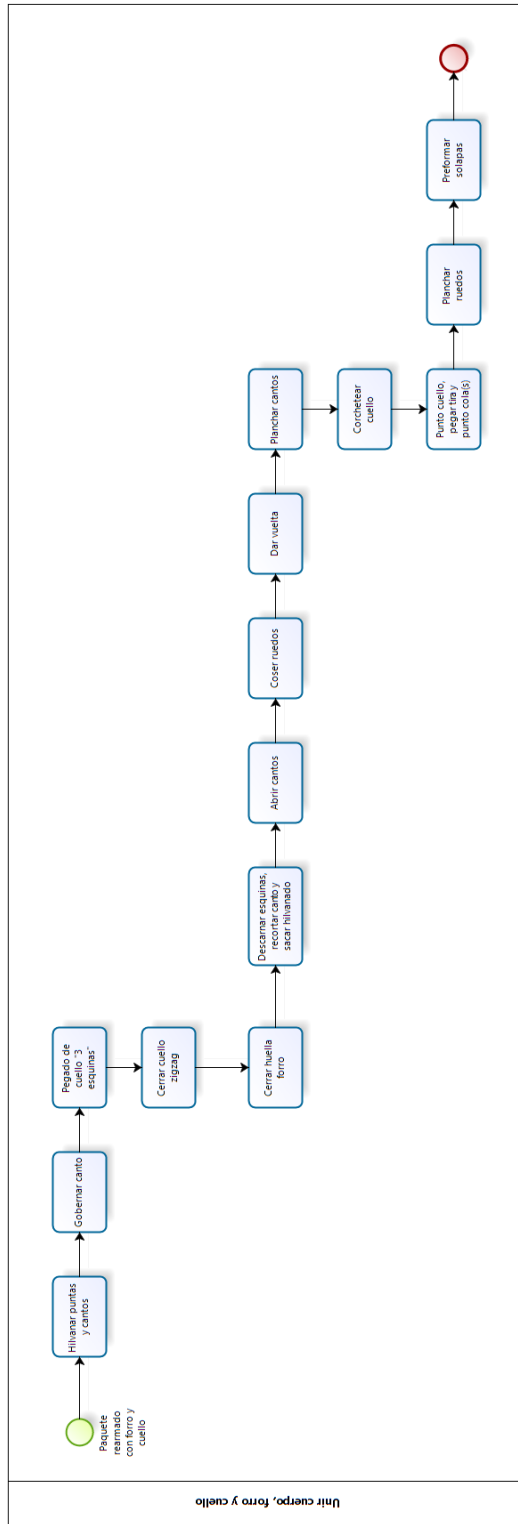 Unir cuerpo, forro y cuello
Paquete
rearmado
con forro y
cuello
Hilvanar puntas
y cantos
Gobernar canto
Pegado de
cuello "3
esquinas"
Cerrar cuello
zigzag
Cerrar huella
forro
Descarnar esquinas,
recortar canto y
sacar hilvanado
Abrir cantos
Coser ruedos
Dar vuelta
Planchar cantos
Corchetear
cuello
Punto cuello,
pegar tira y
punto cola(s)
Planchar
ruedos
Preformar
solapas